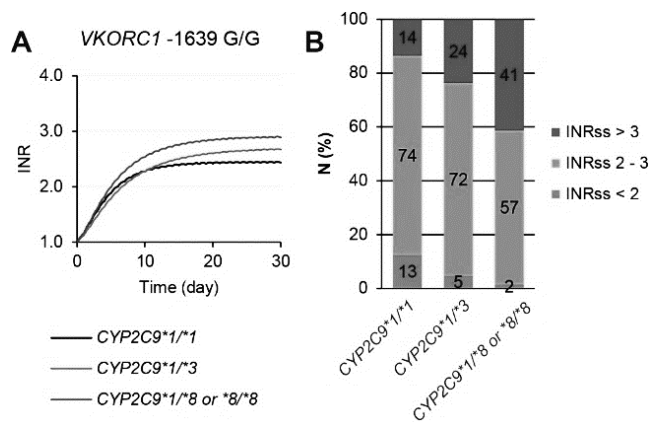 A
VKORC1 -1639 G/G
4.0
3.0
2.0
1.0
INR
0 10 20 30
Time (day)
CYP2C9*1/*1
CYP2C9*1/*3
CYP2C9*1/*8 or *8/*8
B
100
80
60
40
20
0
N (%)
14
74
13
24
72
5
41
57
2
CYP2C9*1/*1
CYP2C9*1/*3
CYP2C9*1/*8 or *8/*8
INRss > 3
INRss 2 - 3
INRss < 2